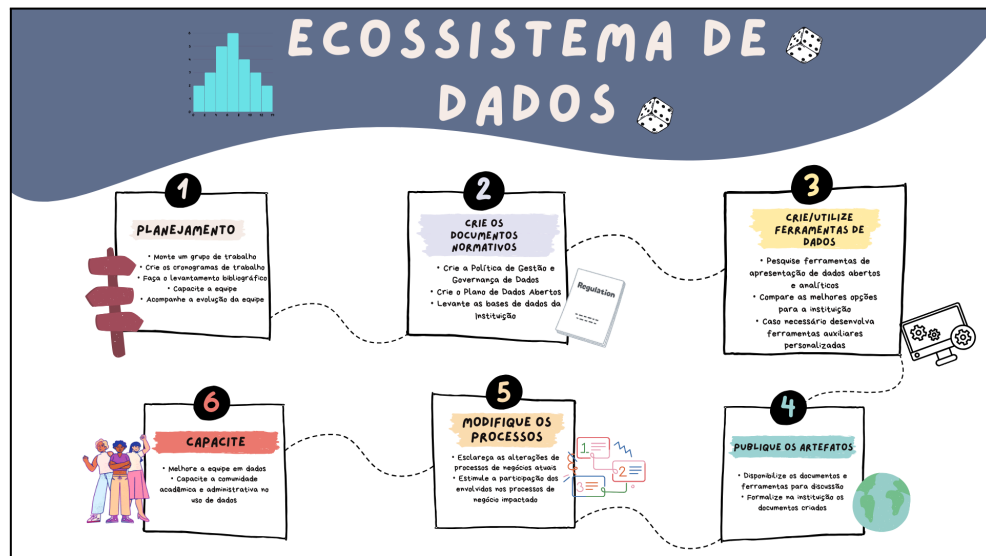 ECOSSISTEMA DE
DADOS
1
PLANEJAMENTO
• Monte um grupo de trabalho
• Crie os cronogramas de trabalho
• Faça o levantamento bibliográfico
• Capacite a equipe
• Acompanhe a evolução da equipe
2
CRIE OS
DOCUMENTOS
NORMATIVOS
• Crie a Política de Gestão e
Governança de Dados
• Crie o Plano de Dados Abertos
• Levante as bases de dados da
Instituição
Regulation
3
CRIE/UTILIZE
FERRAMENTAS DE
DADOS
• Pesquise ferramentas de
apresentação de dados abertos
e analíticos
• Compare as melhores opções
para a instituição
• Caso necessário desenvolva
ferramentas auxiliares
personalizadas
4
PUBLIQUE OS ARTEFATOS
• Disponibilize os documentos e
ferramentas para discussão
• Formalize na instituição os
documentos criados
5
MODIFIQUE OS
PROCESSOS
• Esclareça as alterações de
processos de negócios atuais
• Estimule a participação dos
envolvidos nos processos de
negócio impactado
1
2
3
6
CAPACITE
• Melhore a equipe em dados
• Capacite a comunidade
acadêmica e administrativa no
uso de dados